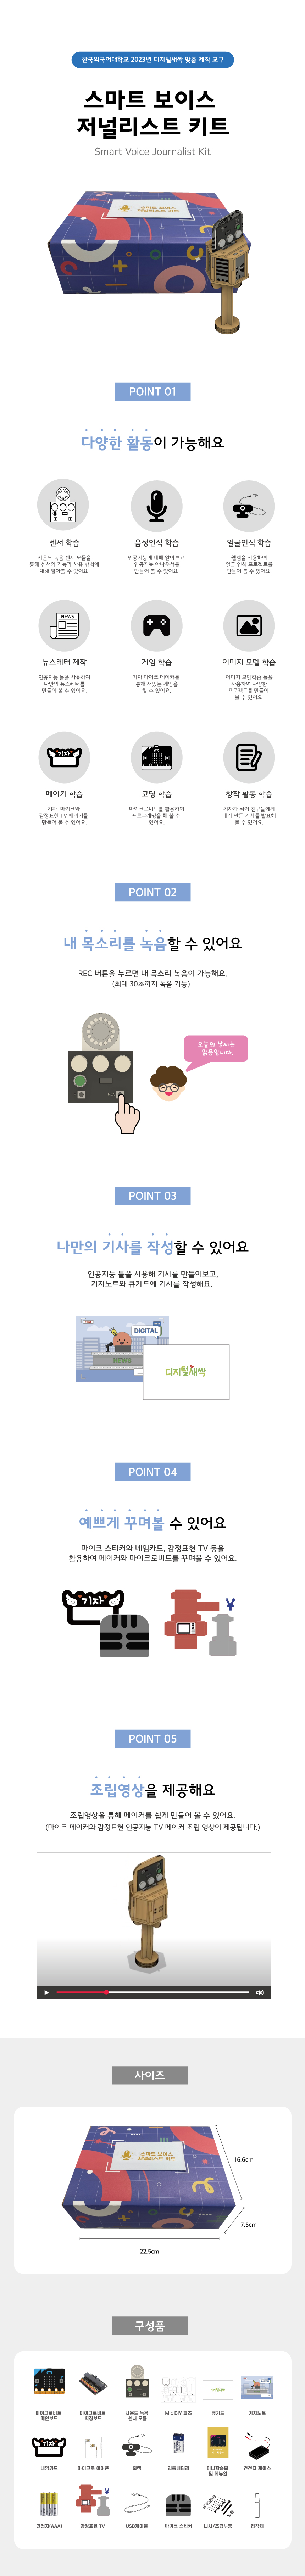 한국외국어대학교 2023년 디지털새싹 맞춤 제작 교구
스마트 보이스
저널리스트 키트
Smart Voice Journalist Kit
스마트 보이스
저널리스트 키트
POINT 01
다양한 활동이 가능해요
센서 학습
사운드 녹음 센서 모듈을
통해 센서의 기능과 사용 방법에
대해 알아볼 수 있어요.
음성인식 학습
인공지능에 대해 알아보고,
인공지능 아나운서를
만들어 볼 수 있어요.
얼굴인식 학습
웹캠을 사용하여
얼굴 인식 프로젝트를
만들어 볼 수 있어요.
NEWS
뉴스레터 제작
인공지능 툴을 사용하여
나만의 뉴스레터를
만들어 볼 수 있어요.
게임 학습
기자 마이크 메이커를
통해 재밌는 게임을
할 수 있어요.
이미지 모델 학습
이미지 모델학습 툴을
사용하여 다양한
프로젝트를 만들어
볼 수 있어요.
기자
메이커 학습
기자 마이크와
감정표현 TV 메이커를
만들어 볼 수 있어요.
코딩 학습
마이크로비트를 활용하여
프로그래밍을 해 볼 수
있어요.
창작 활동 학습
기자가 되어 친구들에게
내가 만든 기사를 발표해
볼 수 있어요.
POINT 02
내 목소리를 녹음할 수 있어요
REC 버튼을 누르면 내 목소리 녹음이 가능해요.
(최대 30초까지 녹음 가능)
오늘의 날씨는
맑음입니다.
POINT 03
나만의 기사를 작성할 수 있어요
인공지능 툴을 사용해 기사를 만들어보고,
기자노트와 큐카드에 기사를 작성해요.
DIGITAL
NEWS
디지털새싹
POINT 04
예쁘게 꾸며볼 수 있어요
마이크 스티커와 네임카드, 감정표현 TV 등을
활용하여 메이커와 마이크로비트를 꾸며볼 수 있어요.
기자
POINT 05
조립영상을 제공해요
조립영상을 통해 메이커를 쉽게 만들어 볼 수 있어요.
(마이크 메이커와 감정표현 인공지능 TV 메이커 조립 영상이 제공됩니다.)
사이즈
스마트 보이스
저널리스트 키트
16.6cm
7.5cm
22.5cm
구성품
마이크로비트
메인보드
마이크로비트
확장보드
사운드 녹음
센서 모듈
Mic DIY 파츠
큐카드
기자노트
기자
네임카드
마이크로 이어폰
웹캠
리튬배터리
미니학습북
및 매뉴얼
건전지 케이스
건전지(AAA)
감정표현 TV
USB케이블
마이크 스티커
나사/조립부품
접착제